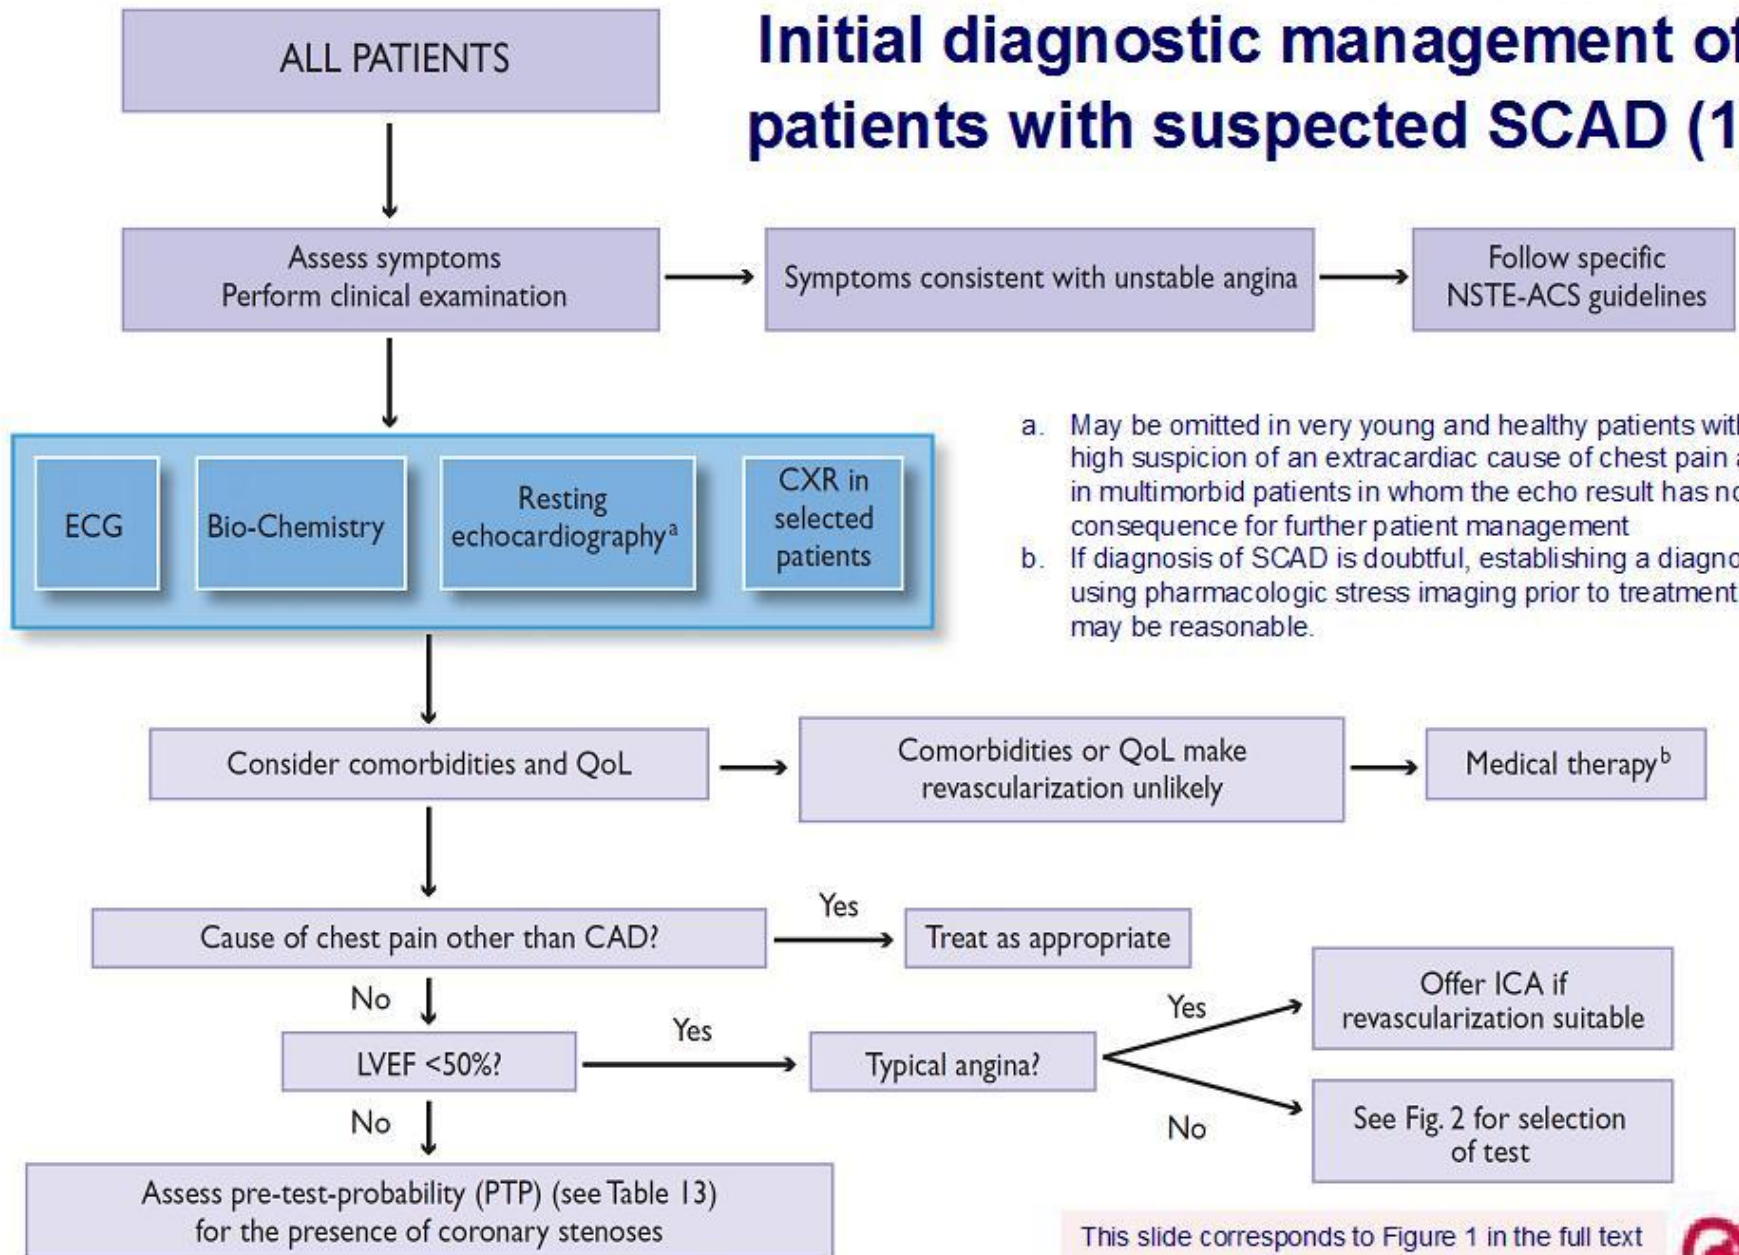 Initial diagnostic management of
patients with suspected SCAD (1
ALL PATIENTS
Assess symptoms
Perform clinical examination
Symptoms consistent with unstable angina
Follow specific
NSTE-ACS guidelines
ECG
Bio-Chemistry
Resting
echocardiographyᵃ
CXR in
selected
patients
a. May be omitted in very young and healthy patients with
high suspicion of an extracardiac cause of chest pain a
in multimorbid patients in whom the echo result has no
consequence for further patient management
b. If diagnosis of SCAD is doubtful, establishing a diagno
using pharmacologic stress imaging prior to treatment
may be reasonable.
Consider comorbidities and QoL
Comorbidities or QoL make
revascularization unlikely
Medical therapyᵇ
Cause of chest pain other than CAD?
Yes
Treat as appropriate
No
LVEF <50%?
Yes
Typical angina?
Yes
Offer ICA if
revascularization suitable
No
See Fig. 2 for selection
of test
No
Assess pre-test-probability (PTP) (see Table 13)
for the presence of coronary stenoses
This slide corresponds to Figure 1 in the full text